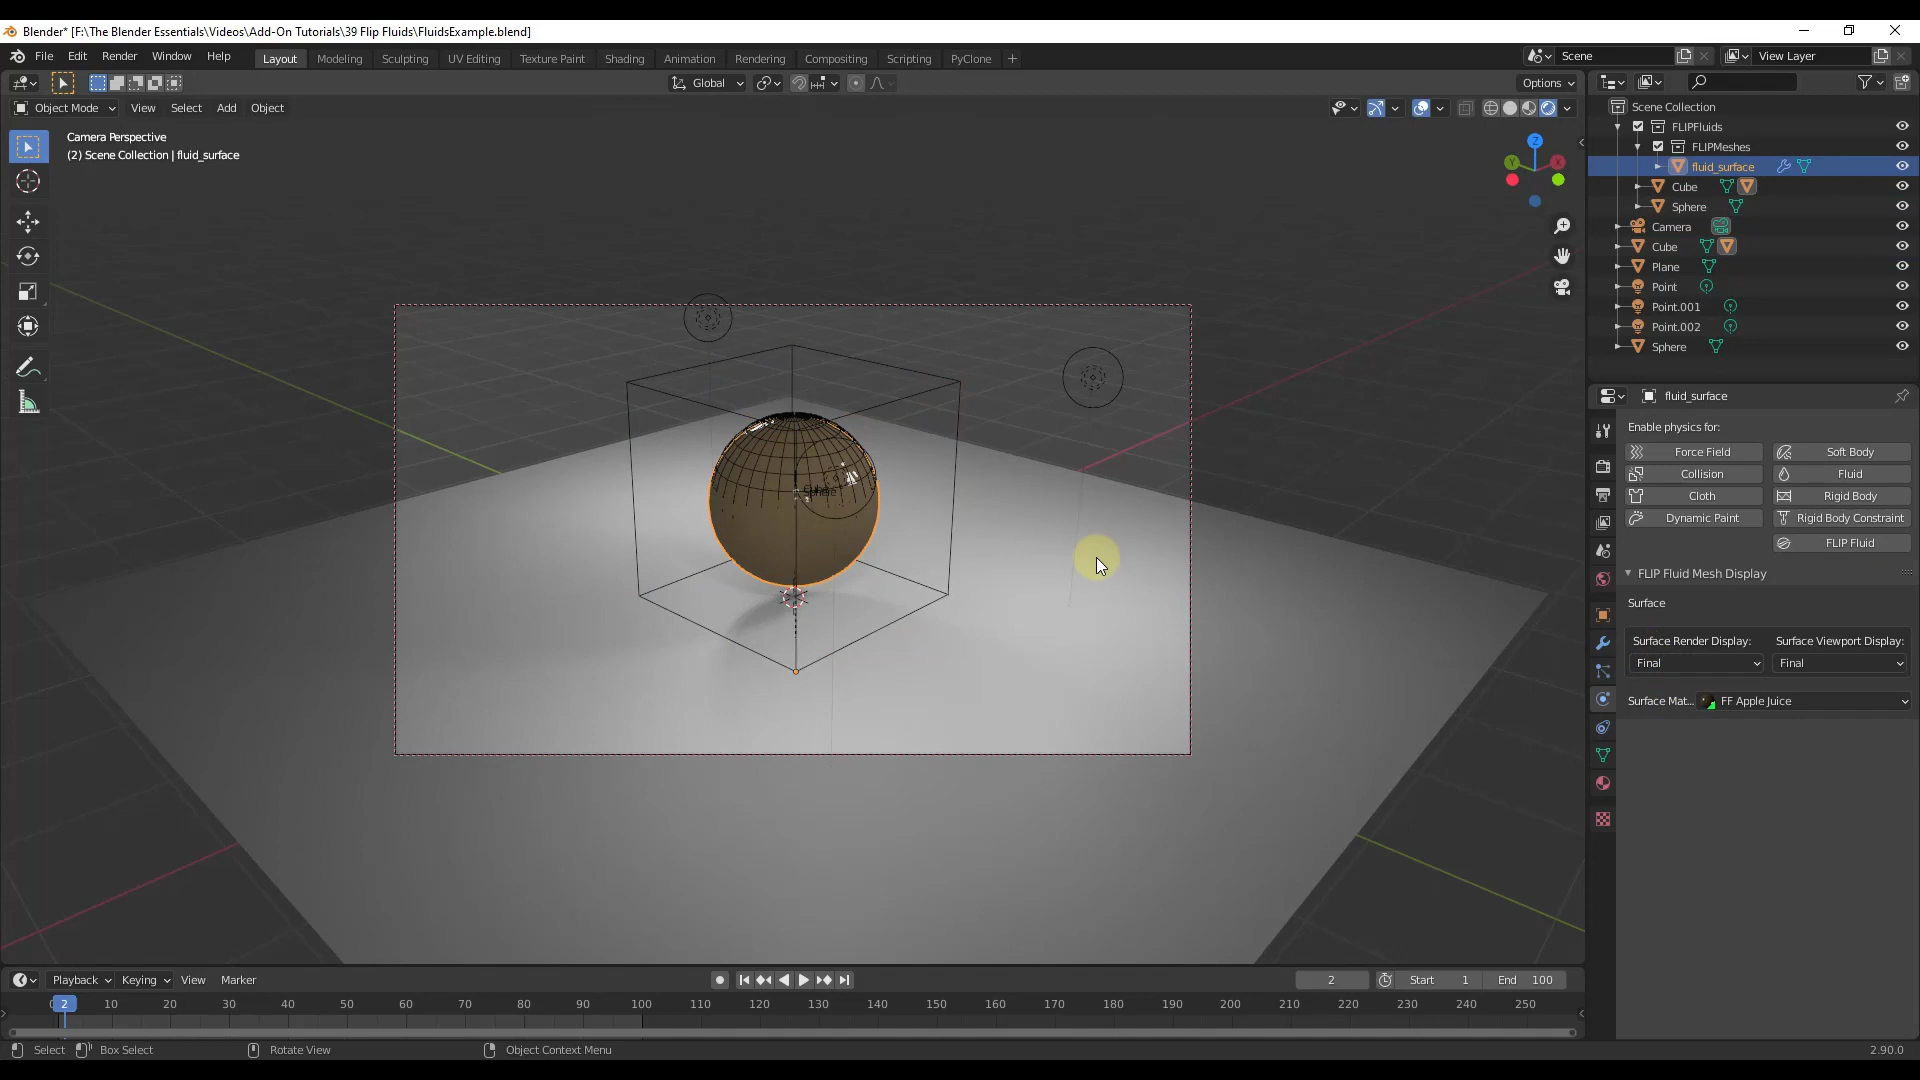 Blender* [F:\The Blender Essentials\Videos\Add-On Tutorials\39 Flip Fluids\FluidsExample.blend]
File Edit Render Window Help Layout Modeling Sculpting UV Editing Texture Paint Shading Animation Rendering Compositing Scripting PyClone + Scene View Layer
Global Options
Object Mode View Select Add Object
Camera Perspective
(2) Scene Collection | fluid_surface
Z
Y X
Sphere
Scene Collection
FLIPFluids
FLIPMeshes
fluid_surface
Cube
Sphere
Camera
Cube
Plane
Point
Point.001
Point.002
Sphere
fluid_surface
Enable physics for:
Force Field Soft Body
Collision Fluid
Cloth Rigid Body
Dynamic Paint Rigid Body Constraint
FLIP Fluid
FLIP Fluid Mesh Display
Surface
Surface Render Display: Surface Viewport Display:
Final Final
Surface Mat... FF Apple Juice
Playback Keying View Marker 2 Start 1 End 100
2 10 20 30 40 50 60 70 80 90 100 110 120 130 140 150 160 170 180 190 200 210 220 230 240 250
Select Box Select Rotate View Object Context Menu 2.90.0